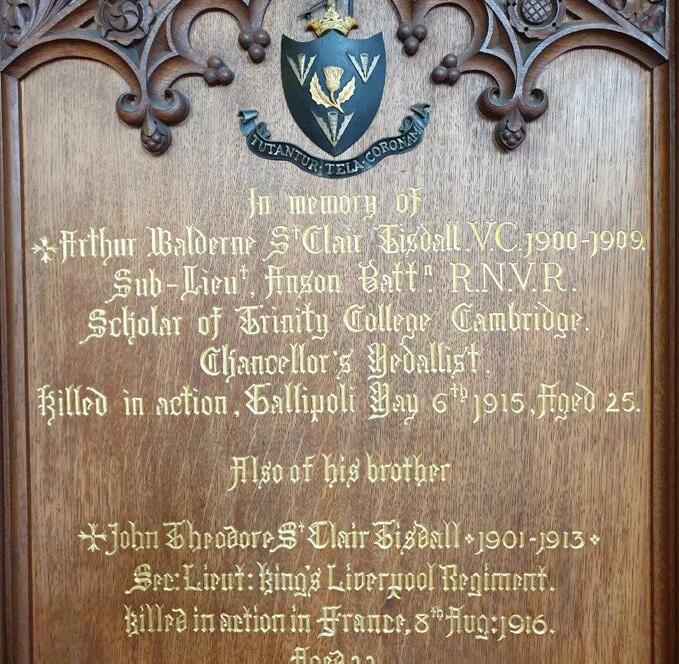 TUTANTUR·TELA·CORONAM
In memory of
Arthur Walderne St Clair Tisdall. VC. 1900-1909.
Sub-Lieut. Anson Battn. R.N.V.R.
Scholar of Trinity College Cambridge.
Chancellor's Medallist.
Killed in action, Gallipoli May 6th 1915, Aged 25.
Also of his brother
John Theodore St Clair Tisdall·1901-1913
Sec: Lieut: King's Liverpool Regiment.
Killed in action in France, 8th Aug: 1916.
Aged